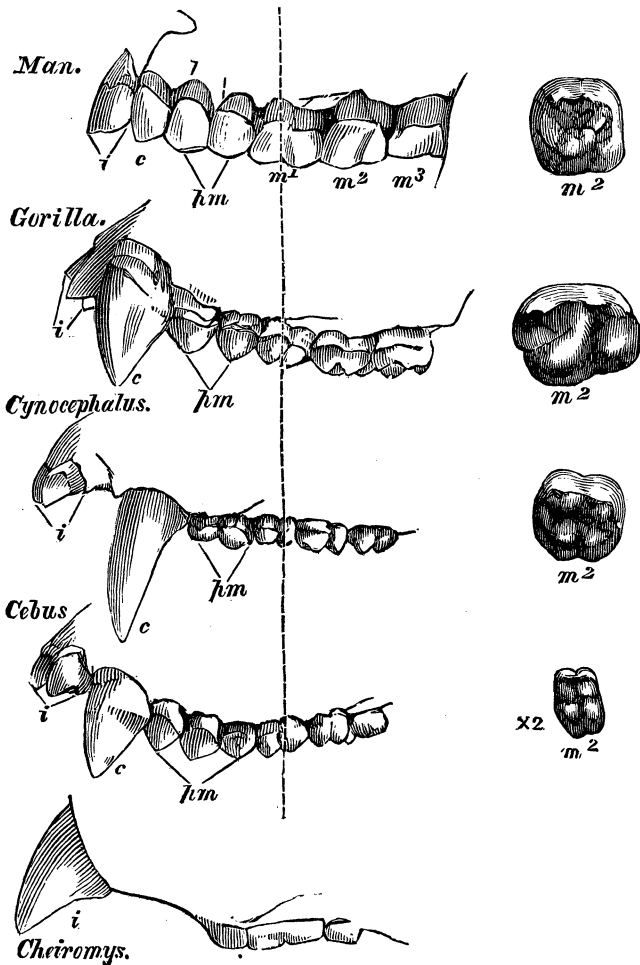 Man.
i c pm m1 m2 m3
m2
Gorilla.
i c pm
m2
Cynocephalus.
i c pm
m2
Cebus
i c pm
X2 m2
i
Cheiromys.